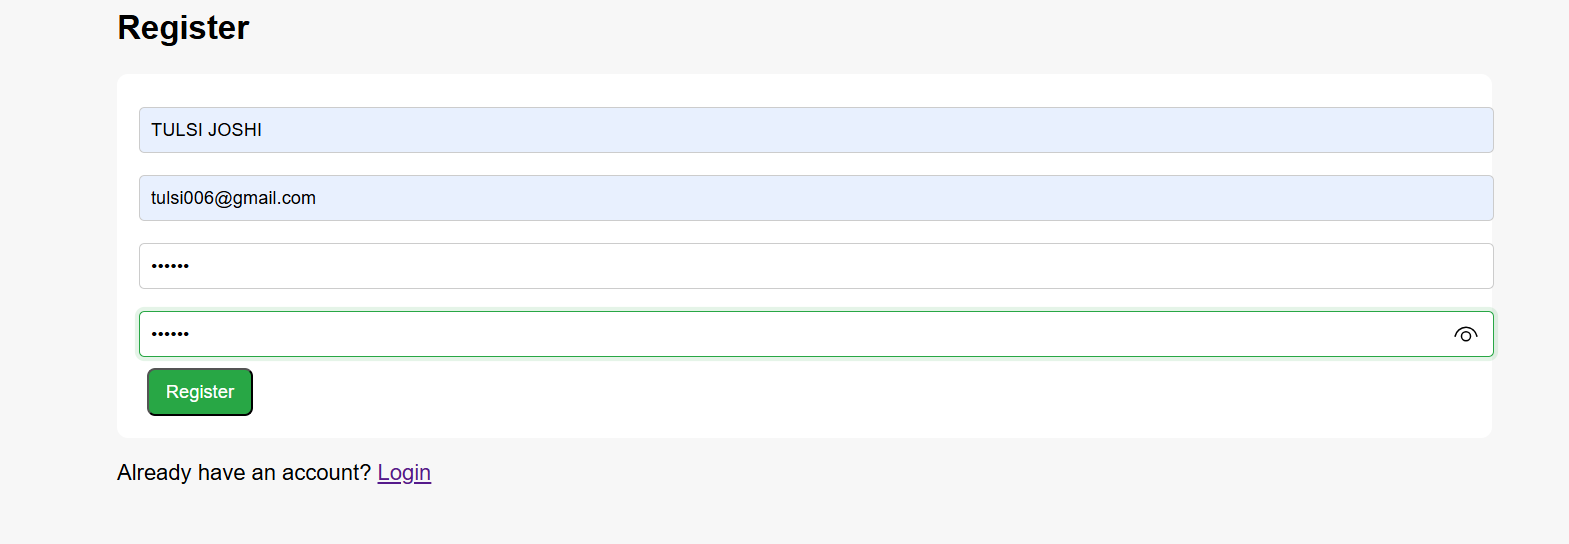 Register
TULSI JOSHI
tulsi006@gmail.com
••••••
••••••
Register
Already have an account? Login